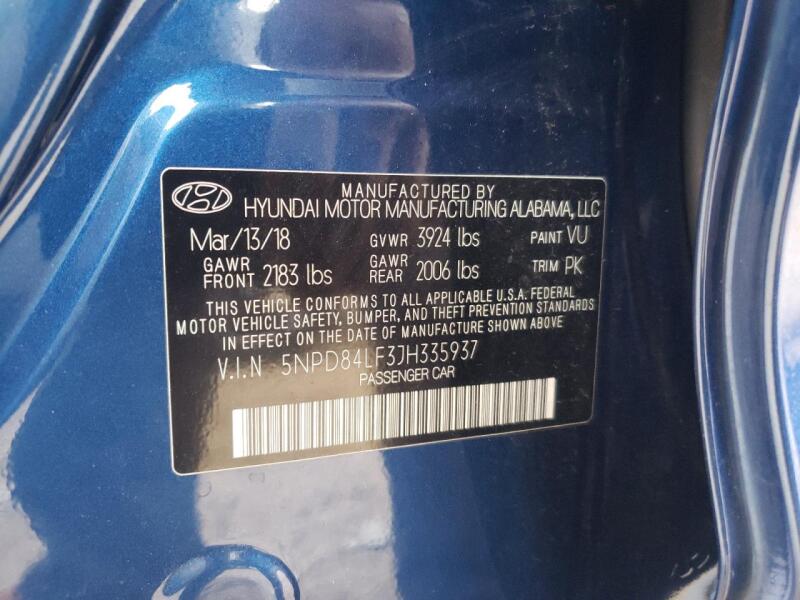 MANUFACTURED BY
HYUNDAI MOTOR MANUFACTURING ALABAMA, LLC
Mar/13/18 GVWR 3924 lbs PAINT VU
GAWR FRONT 2183 lbs GAWR REAR 2006 lbs TRIM PK
THIS VEHICLE CONFORMS TO ALL APPLICABLE U.S.A. FEDERAL
MOTOR VEHICLE SAFETY, BUMPER, AND THEFT PREVENTION STANDARDS
IN EFFECT ON THE DATE OF MANUFACTURE SHOWN ABOVE
V.I.N 5NPD84LF3JH335937
PASSENGER CAR